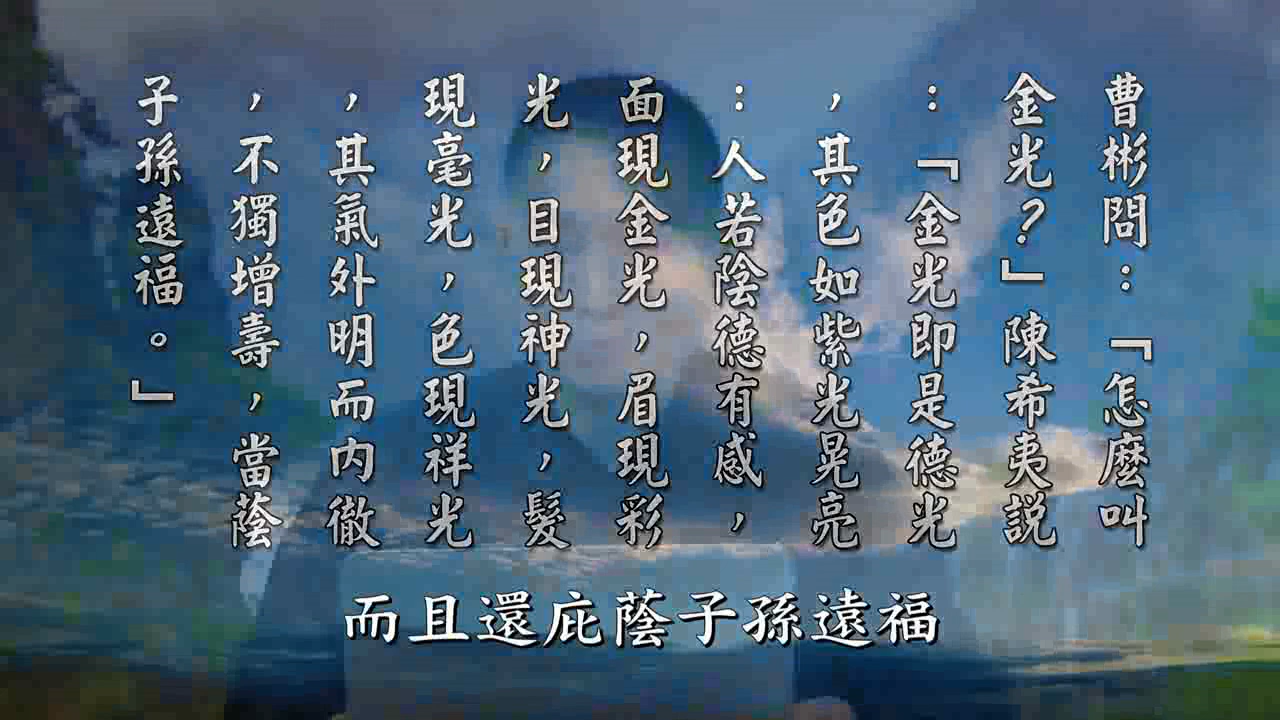 曹彬問：「怎麼叫
金光？」陳希夷説
：「金光即是德光
，其色如紫光晃亮
：人若陰德有感，
面現金光，眉現彩
光，目現神光，髮
現毫光，色現祥光
，其氣外明而内徹
，不獨增壽，當蔭
子孫遠福。」
而且還庇蔭子孫遠福